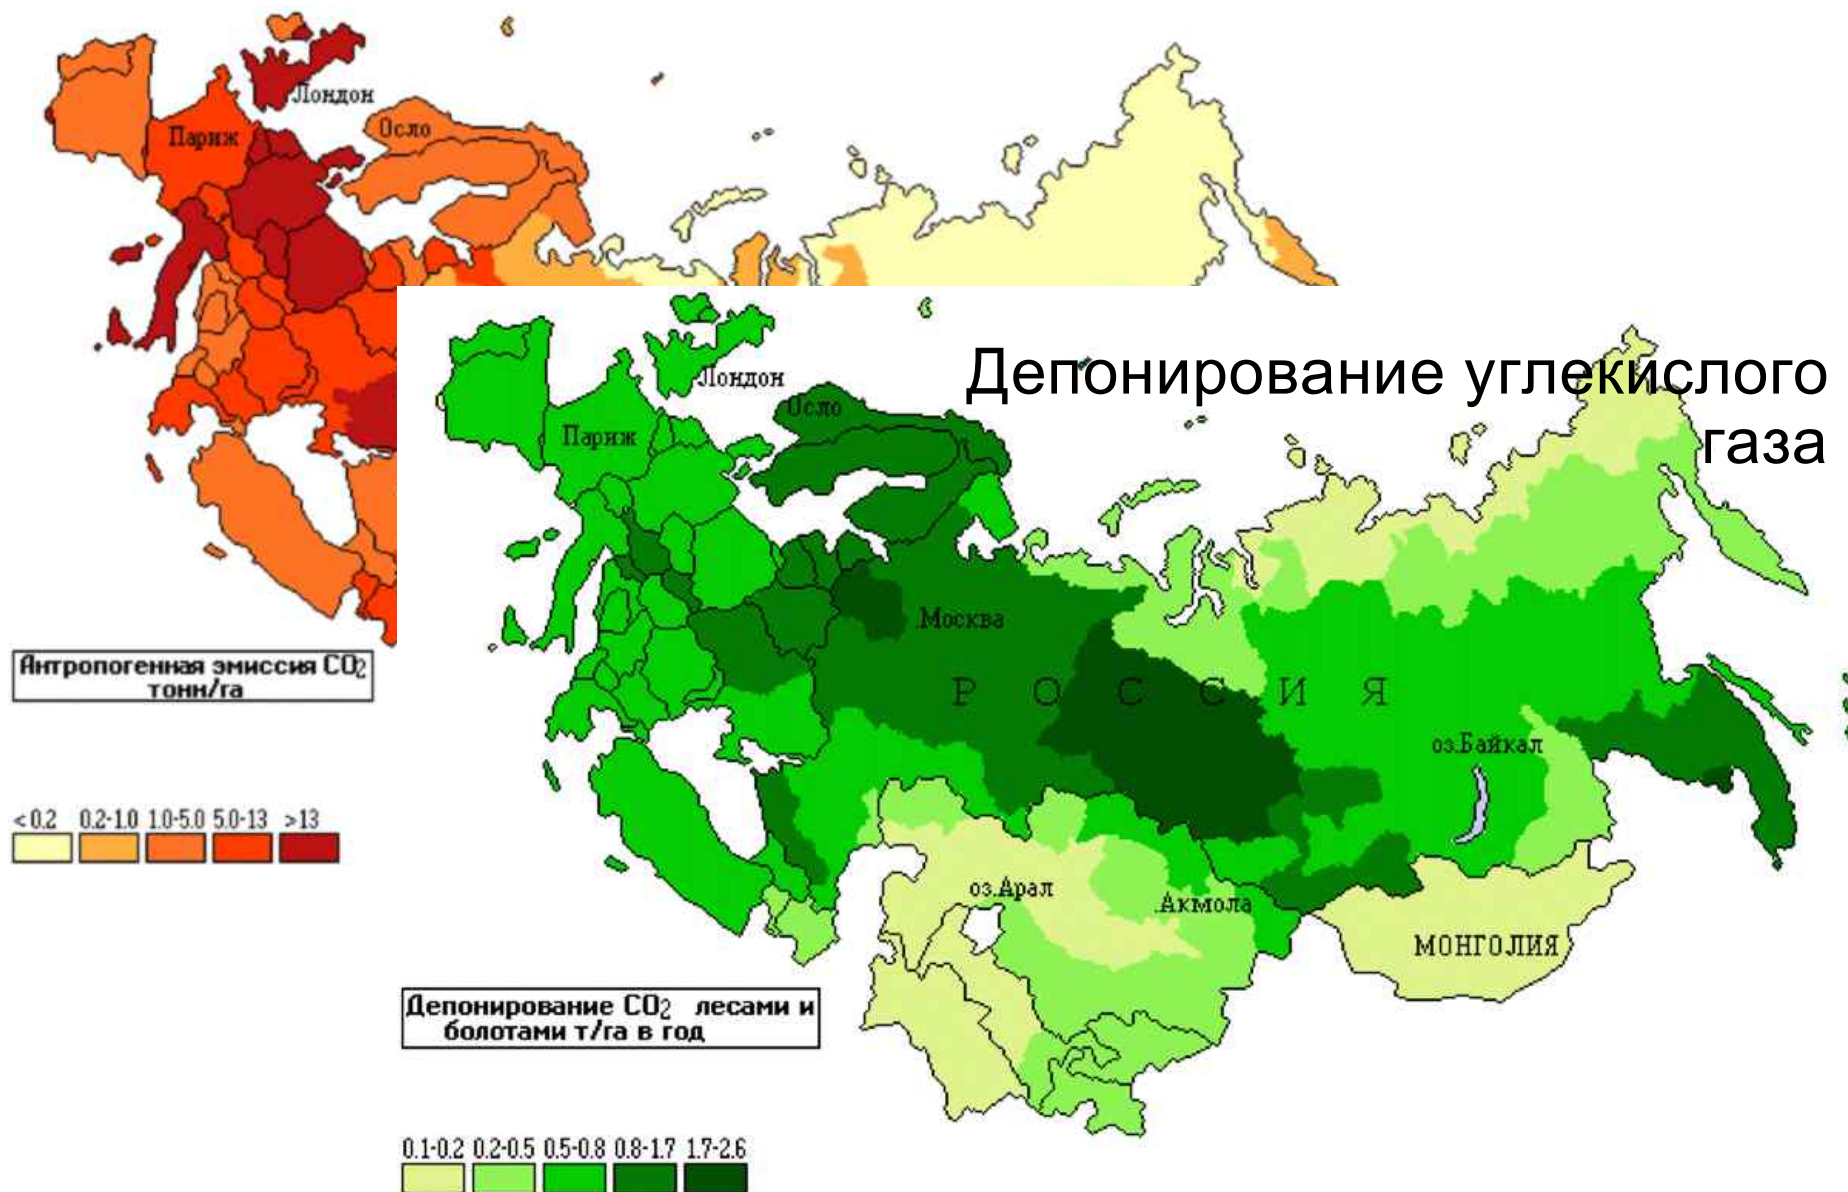 Лондон
Париж
Осло
Антропогенная эмиссия CO2
тонн/га
<0.2 0.2-1.0 1.0-5.0 5.0-13 >13
Депонирование углекислого
газа
Лондон
Осло
Париж
.Москва
РОССИЯ
оз.Байкал
оз.Арал
.Акмола
МОНГОЛИЯ
Депонирование CO2 лесами и
болотами т/га в год
0.1-0.2 0.2-0.5 0.5-0.8 0.8-1.7 1.7-2.6